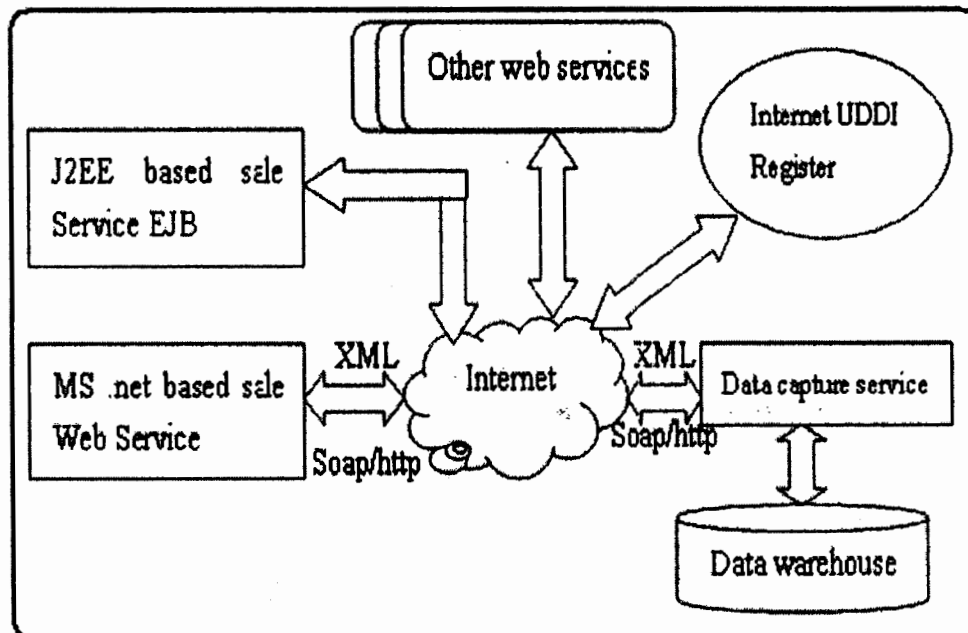 Other web services
Internet UDDI
Register
J2EE based sale
Service EJB
XML
Internet
XML
MS .net based sale
Web Service
Data capture service
Soap/http
Soap/http
Data warehouse